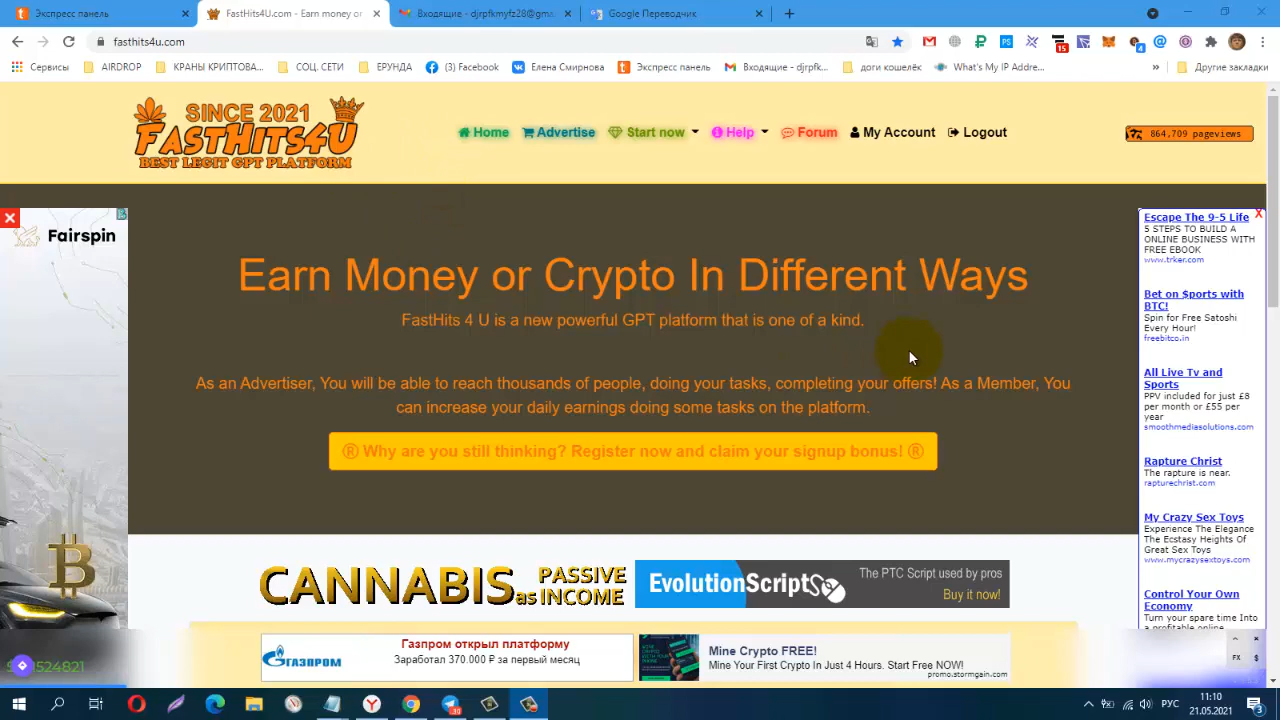 Экспресс панель
FastHits4U.com - Earn money or
Входящие - djrpfkmyfz28@gma
Google Переводчик
fasthits4u.com
15
4
Сервисы
AIRDROP
КРАНЫ КРИПТОВА...
СОЦ. СЕТИ
ЕРУНДА
(3) Facebook
Елена Смирнова
Экспресс панель
Входящие - djrpfk...
доги кошелёк
What's My IP Addre...
»
Другие закладки
SINCE 2021
FASTHITS4U
BEST LEGIT GPT PLATFORM
Home
Advertise
Start now
Help
Forum
My Account
Logout
864,709 pageviews
Fairspin
Earn Money or Crypto In Different Ways
FastHits 4 U is a new powerful GPT platform that is one of a kind.
As an Advertiser, You will be able to reach thousands of people, doing your tasks, completing your offers! As a Member, You
can increase your daily earnings doing some tasks on the platform.
® Why are you still thinking? Register now and claim your signup bonus! ®
X
Escape The 9-5 Life
5 STEPS TO BUILD A
ONLINE BUSINESS WITH
FREE EBOOK
www.trker.com
Bet on $ports with
BTC!
Spin for Free Satoshi
Every Hour!
freebitco.in
All Live Tv and
Sports
PPV included for just £8
per month or £55 per
year
smoothmediasolutions.com
Rapture Christ
The rapture is near.
rapturechrist.com
My Crazy Sex Toys
Experience The Elegance
The Ecstasy Heights Of
Great Sex Toys
www.mycrazysextoys.com
Control Your Own
Economy
Turn your spare time Into
CANNABIS as PASSIVE
INCOME
EvolutionScript
The PTC Script used by pros
Buy it now!
ГАЗПРОМ
Газпром открыл платформу
Заработал 370.000 ₽ за первый месяц
Mine Crypto FREE!
Mine Your First Crypto In Just 4 Hours. Start Free NOW!
promo.stormgain.com
524821
FX
$
РУС
11:10
21.05.2021
3